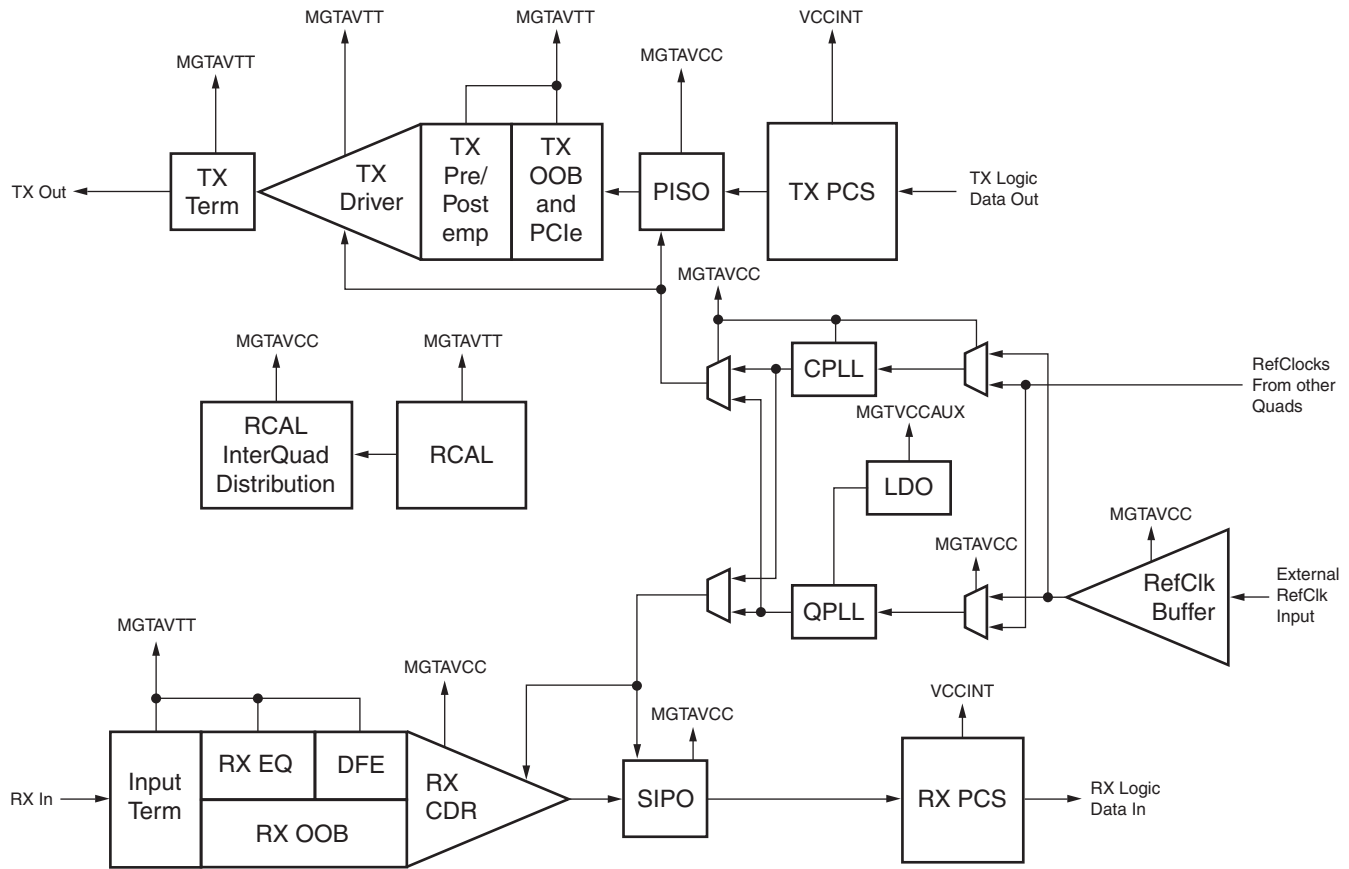 MGTAVTT
MGTAVTT
VCCINT
MGTAVCC
MGTAVTT
TX Out
TX
Term
TX
Driver
TX
Pre/
Post
emp
TX
OOB
and
PCIe
PISO
TX PCS
TX Logic
Data Out
MGTAVCC
MGTAVCC
MGTAVTT
CPLL
RefClocks
From other
Quads
RCAL
InterQuad
Distribution
RCAL
MGTVCCAUX
LDO
MGTAVCC
MGTAVCC
QPLL
RefClk
Buffer
External
RefClk
Input
MGTAVTT
MGTAVCC
MGTAVCC
VCCINT
RX In
Input
Term
RX EQ
DFE
RX OOB
RX
CDR
SIPO
RX PCS
RX Logic
Data In